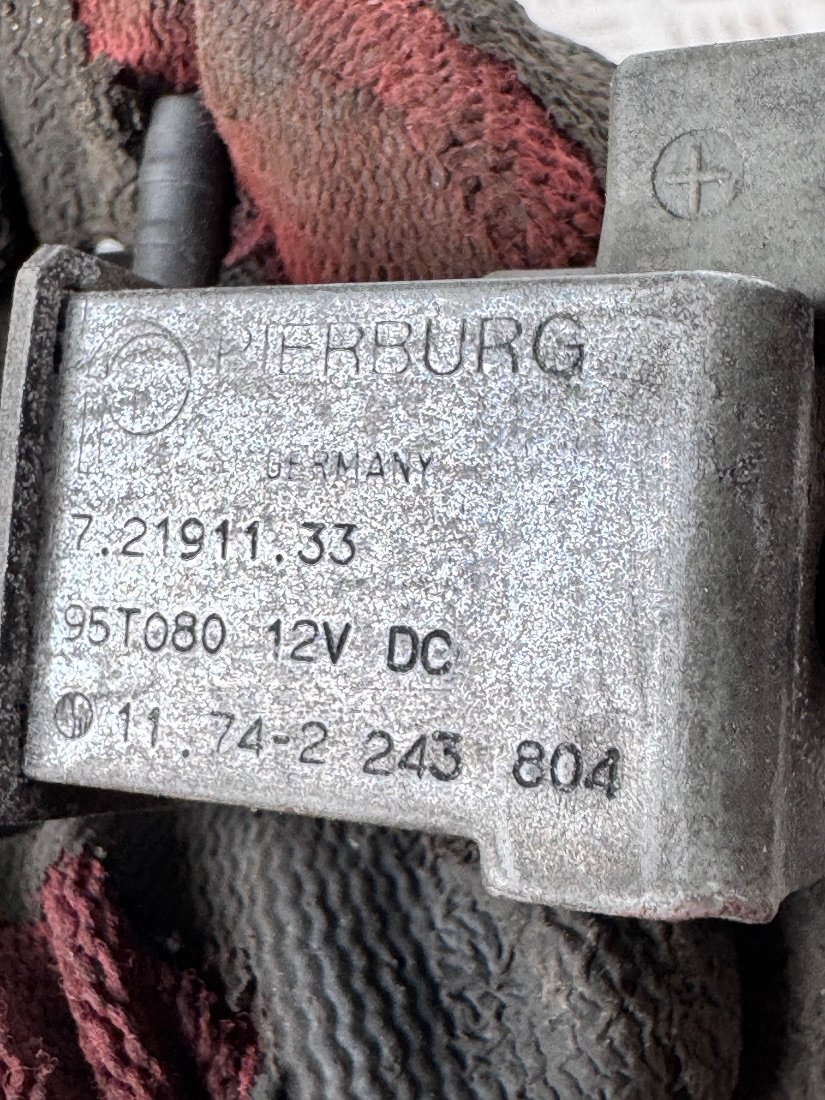 +
PIERBURG
GERMANY
7.21911.33
95T080 12V DC
11.74-2 243 804